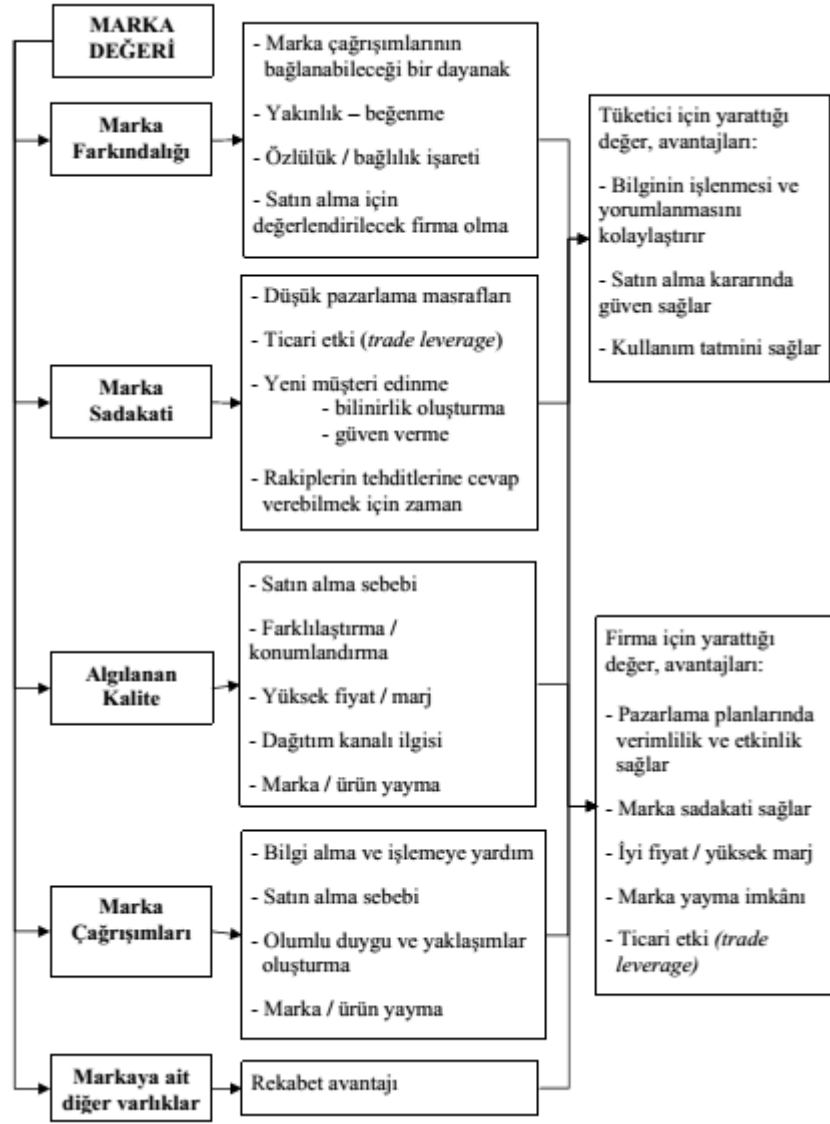 MARKA
DEĞERİ
Marka
Farkındalığı
- Marka çağrışımlarının
bağlanabileceği bir dayanak
- Yakınlık – beğenme
- Özlülük / bağlılık işareti
- Satın alma için
değerlendirilecek firma olma
Marka
Sadakati
- Düşük pazarlama masrafları
- Ticari etki (trade leverage)
- Yeni müşteri edinme
- bilinirlik oluşturma
- güven verme
- Rakiplerin tehditlerine cevap
verebilmek için zaman
Algılanan
Kalite
- Satın alma sebebi
- Farklılaştırma /
konumlandırma
- Yüksek fiyat / marj
- Dağıtım kanalı ilgisi
- Marka / ürün yayma
Marka
Çağrışımları
- Bilgi alma ve işlemeye yardım
- Satın alma sebebi
- Olumlu duygu ve yaklaşımlar
oluşturma
- Marka / ürün yayma
Markaya ait
diğer varlıklar
Rekabet avantajı
Tüketici için yarattığı
değer, avantajları:
- Bilginin işlenmesi ve
yorumlanmasını
kolaylaştırır
- Satın alma kararında
güven sağlar
- Kullanım tatmini sağlar
Firma için yarattığı
değer, avantajları:
- Pazarlama planlarında
verimlilik ve etkinlik
sağlar
- Marka sadakati sağlar
- İyi fiyat / yüksek marj
- Marka yayma imkânı
- Ticari etki (trade
leverage)